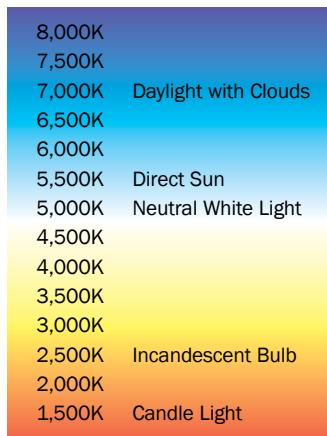 8,000K
7,500K
7,000K Daylight with Clouds
6,500K
6,000K
5,500K Direct Sun
5,000K Neutral White Light
4,500K
4,000K
3,500K
3,000K
2,500K Incandescent Bulb
2,000K
1,500K Candle Light